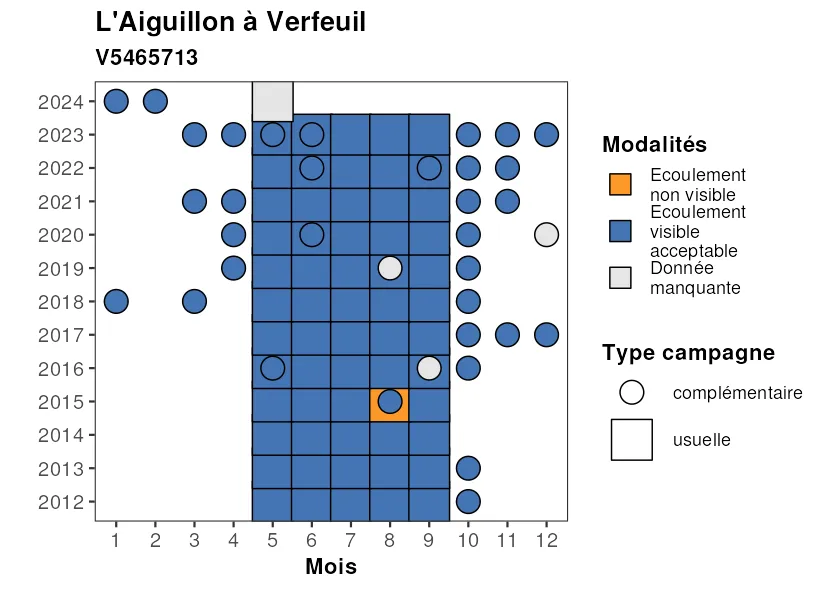 L'Aiguillon à Verfeuil
V5465713
2024
2023
2022
2021
2020
2019
2018
2017
2016
2015
2014
2013
2012
1 2 3 4 5 6 7 8 9 10 11 12
Mois
Modalités
Ecoulement
non visible
Ecoulement
visible
acceptable
Donnée
manquante
Type campagne
complémentaire
usuelle